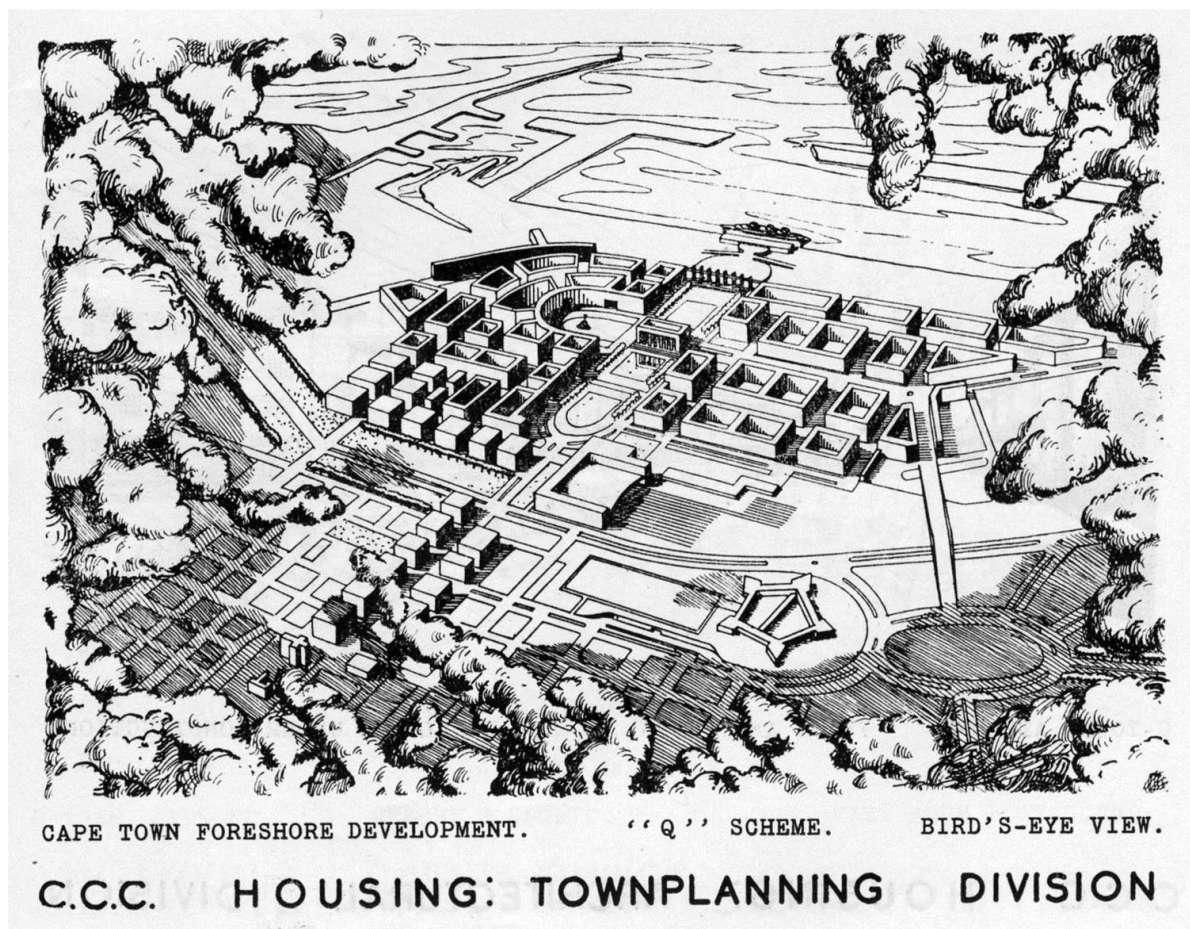 CAPE TOWN FORESHORE DEVELOPMENT. "Q" SCHEME. BIRD'S-EYE VIEW.
C.C.C. HOUSING: TOWNPLANNING DIVISION